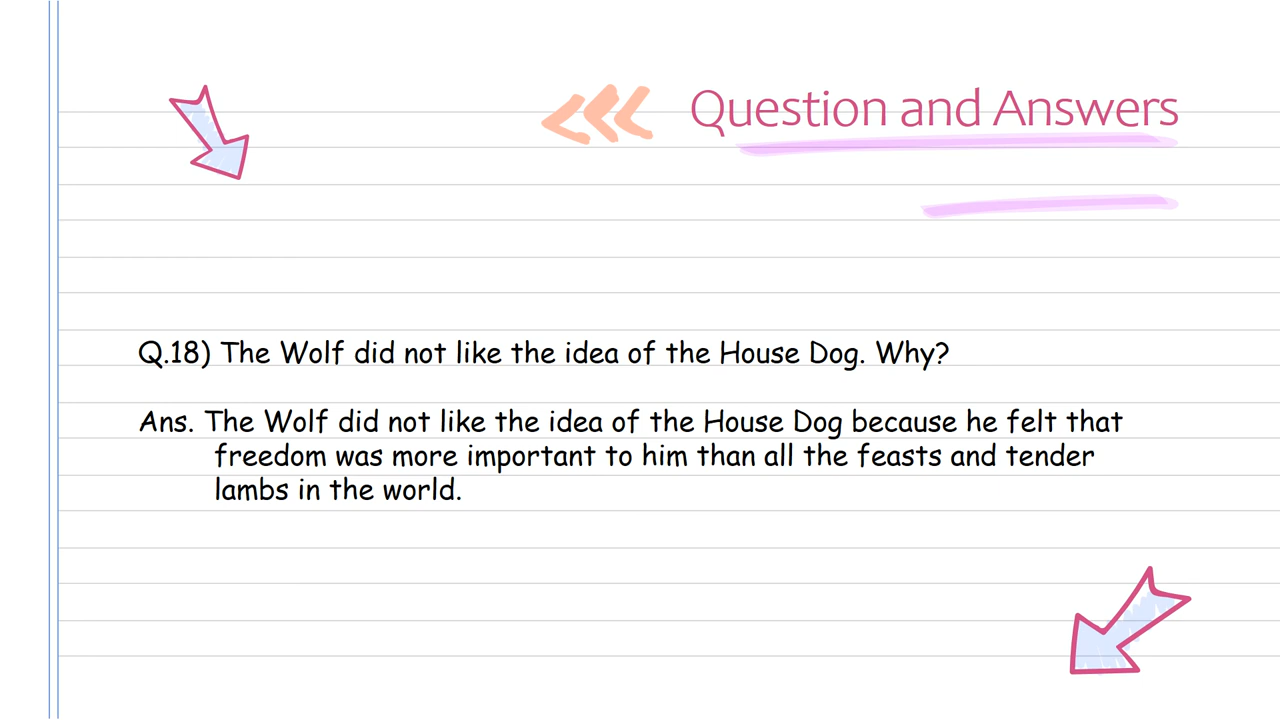 Question and Answers
Q.18) The Wolf did not like the idea of the House Dog. Why?
Ans. The Wolf did not like the idea of the House Dog because he felt that
freedom was more important to him than all the feasts and tender
lambs in the world.